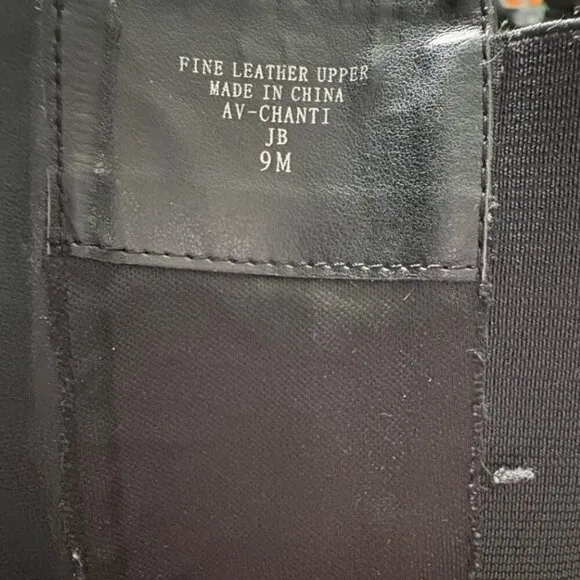 FINE LEATHER UPPER
MADE IN CHINA
AV-CHANTI
JB
9M